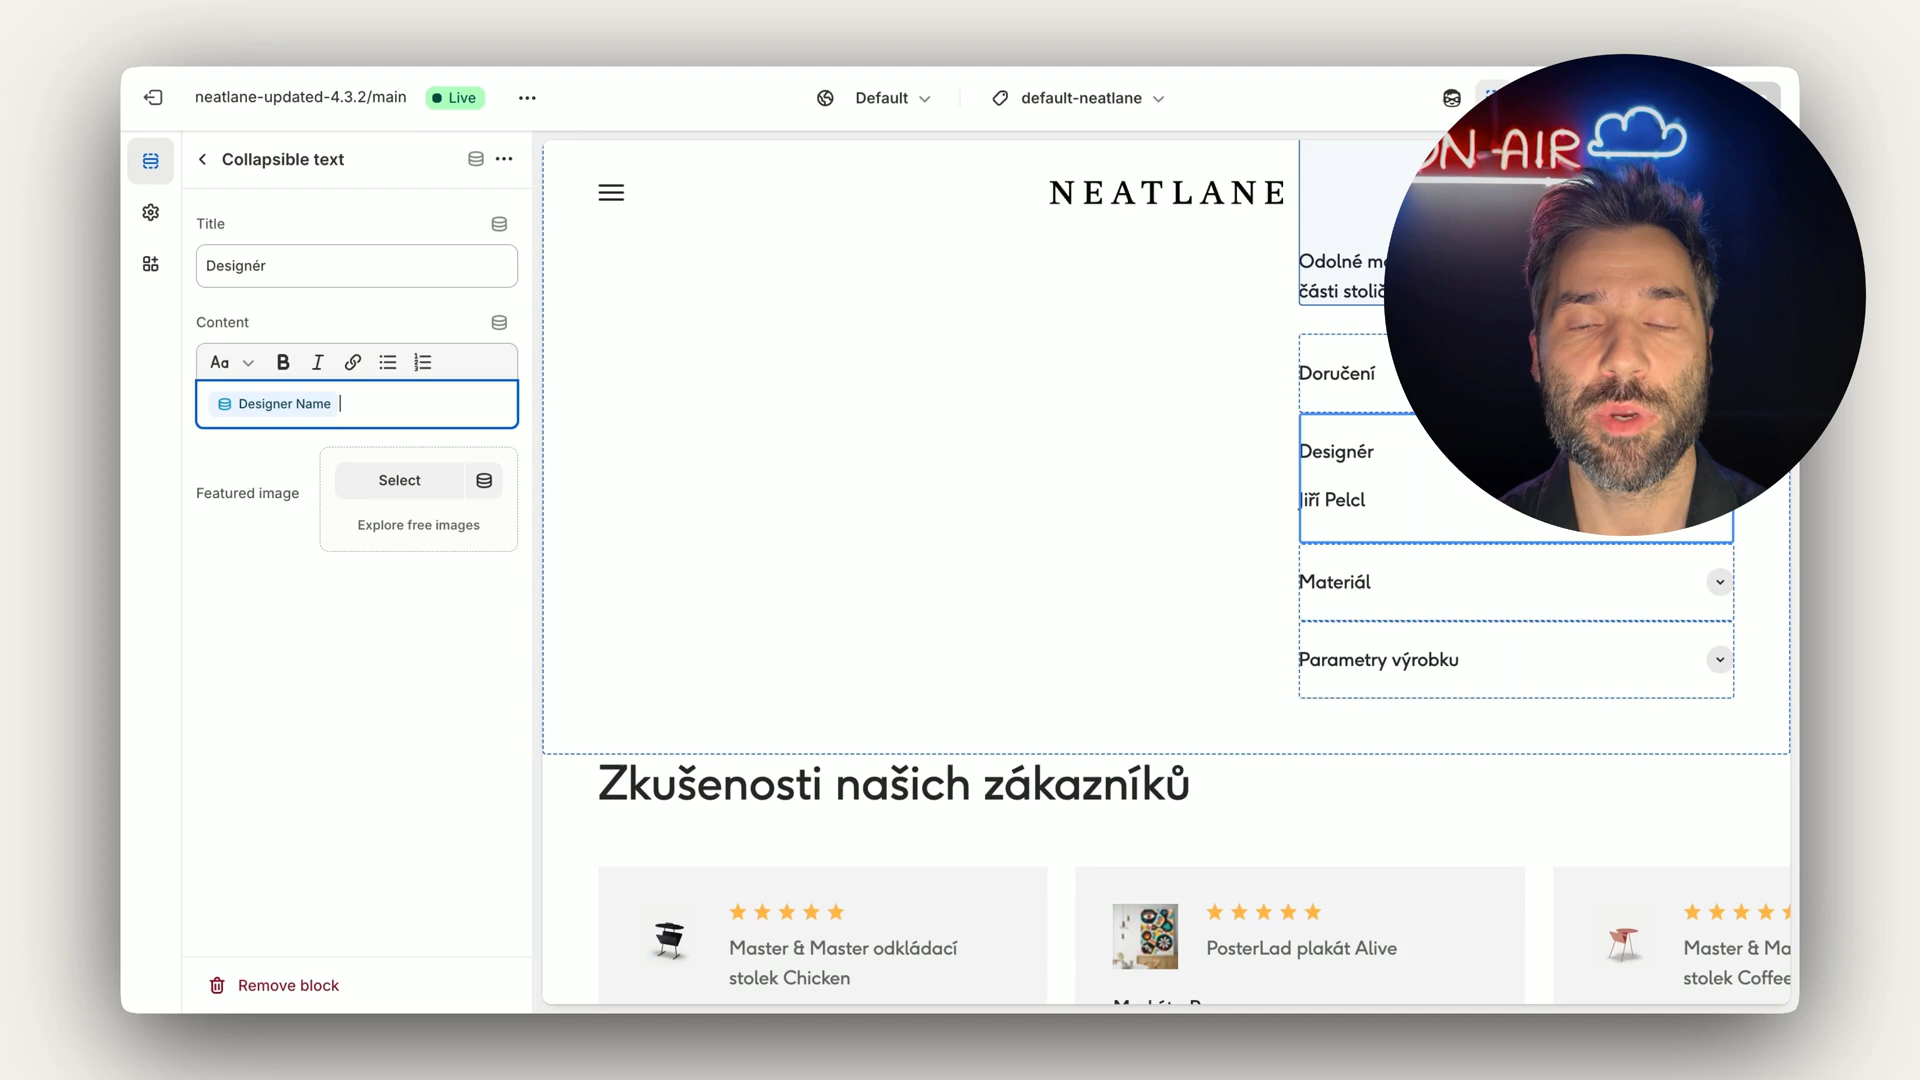 neatlane-updated-4.3.2/main
Live
Default
default-neatlane
Collapsible text
Title
Designér
Content
Aa
Designer Name
Featured image
Select
Explore free images
Remove block
NEATLANE
Odolné
části
Doručení
Designér
Jiří Pelcl
Materiál
Parametry výrobku
Zkušenosti našich zákazníků
Master & Master odkládací
stolek Chicken
PosterLad plakát Alive
Master & Ma
stolek Coffee
ON AIR